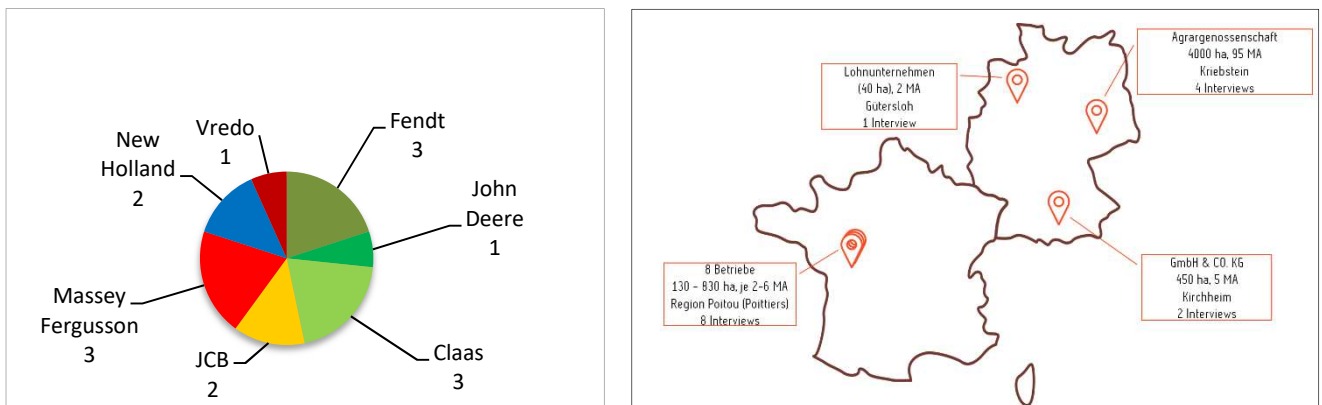 Vredo
1
Fendt
3
New
Holland
2
John
Deere
1
Massey
Fergusson
3
JCB
2
Claas
3
Lohnunternehmen
(40 ha), 2 MA
Gütersloh
1 Interview
Agrargenossenschaft
4000 ha, 95 MA
Kriebstein
4 Interviews
8 Betriebe
130 – 830 ha, je 2-6 MA
Region Poitou (Poittiers)
8 Interviews
GmbH & CO. KG
450 ha, 5 MA
Kirchheim
2 Interviews